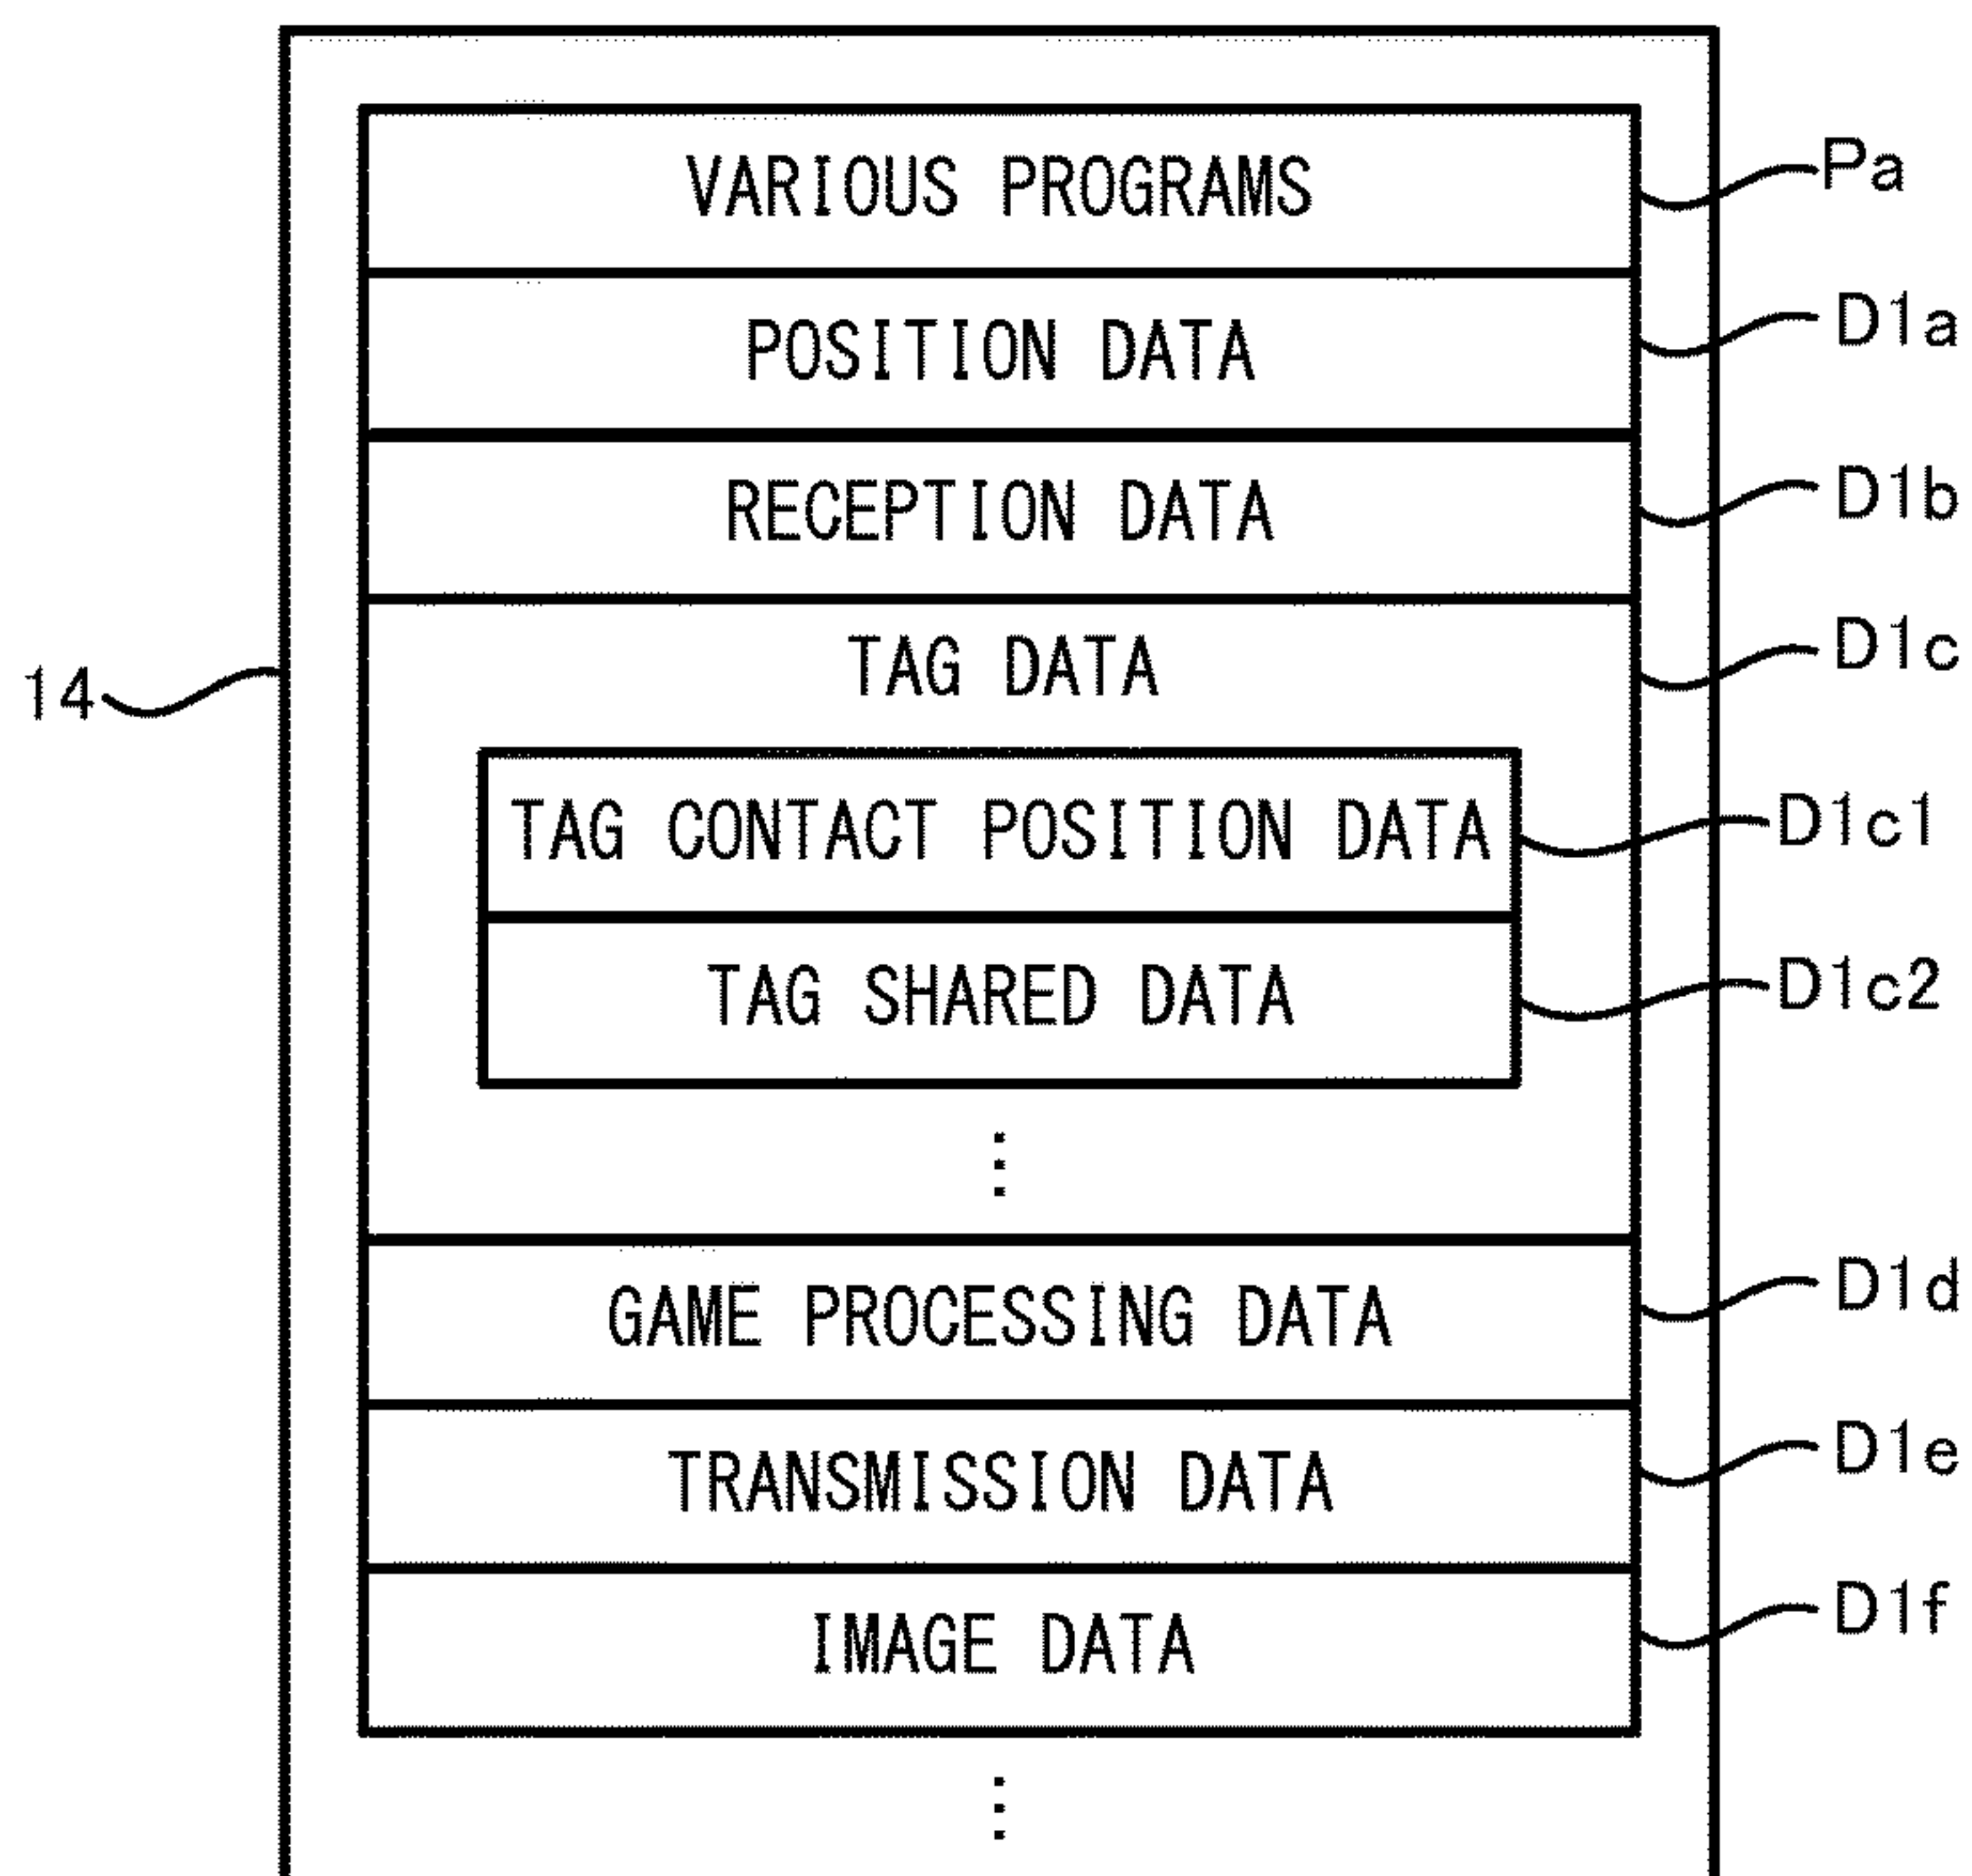 VARIOUS PROGRAMS Pa
POSITION DATA D1a
RECEPTION DATA D1b
TAG DATA D1c
14
TAG CONTACT POSITION DATA D1c1
TAG SHARED DATA D1c2
GAME PROCESSING DATA D1d
TRANSMISSION DATA D1e
IMAGE DATA D1f